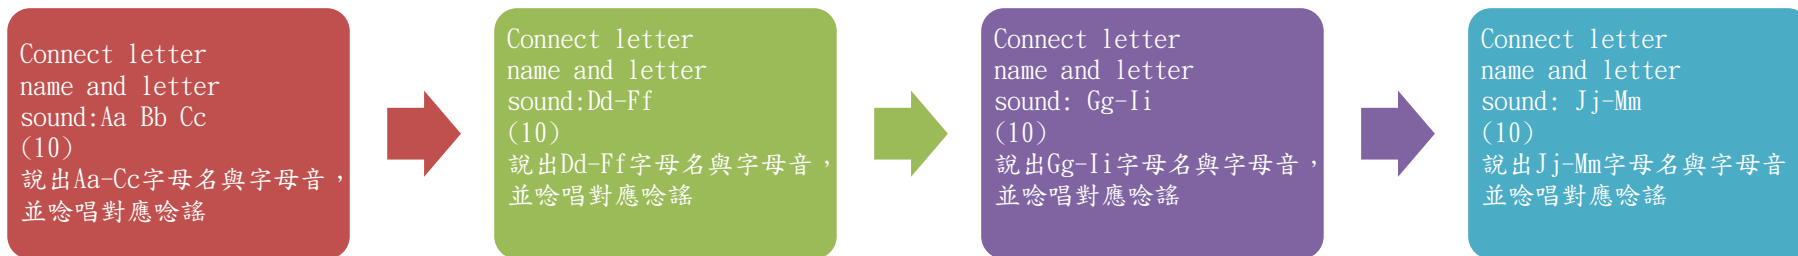 Connect letter
name and letter
sound:Aa Bb Cc
(10)
說出Aa-Cc字母名與字母音，
並唸唱對應唸謠
Connect letter
name and letter
sound:Dd-Ff
(10)
說出Dd-Ff字母名與字母音，
並唸唱對應唸謠
Connect letter
name and letter
sound: Gg-Ii
(10)
說出Gg-Ii字母名與字母音，
並唸唱對應唸謠
Connect letter
name and letter
sound: Jj-Mm
(10)
說出Jj-Mm字母名與字母音
並唸唱對應唸謠